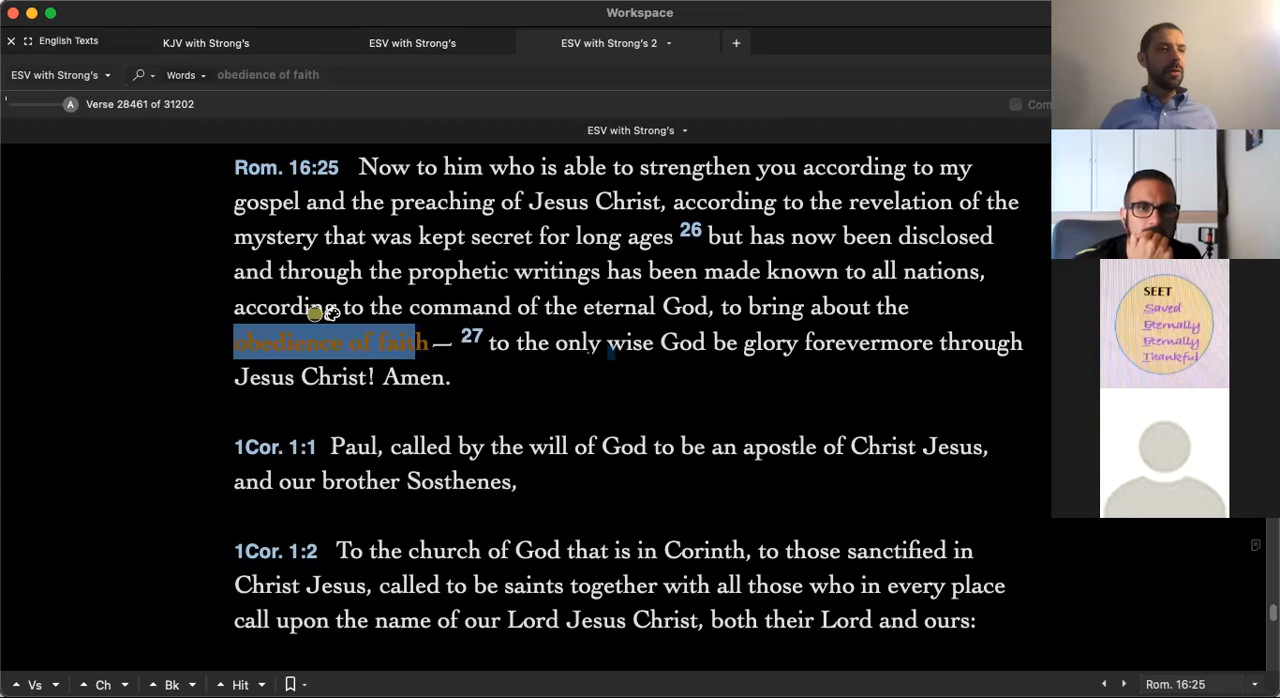 Workspace
English Texts
KJV with Strong's
ESV with Strong's
ESV with Strong's 2
ESV with Strong's
Words
obedience of faith
A
Verse 28461 of 31202
Com
ESV with Strong's
Rom. 16:25 Now to him who is able to strengthen you according to my
gospel and the preaching of Jesus Christ, according to the revelation of the
mystery that was kept secret for long ages 26 but has now been disclosed
and through the prophetic writings has been made known to all nations,
according to the command of the eternal God, to bring about the
obedience of faith— 27 to the only wise God be glory forevermore through
Jesus Christ! Amen.
1Cor. 1:1 Paul, called by the will of God to be an apostle of Christ Jesus,
and our brother Sosthenes,
1Cor. 1:2 To the church of God that is in Corinth, to those sanctified in
Christ Jesus, called to be saints together with all those who in every place
call upon the name of our Lord Jesus Christ, both their Lord and ours:
SEET
Saved
Eternally
Eternally
Thankful
Vs
Ch
Bk
Hit
Rom. 16:25